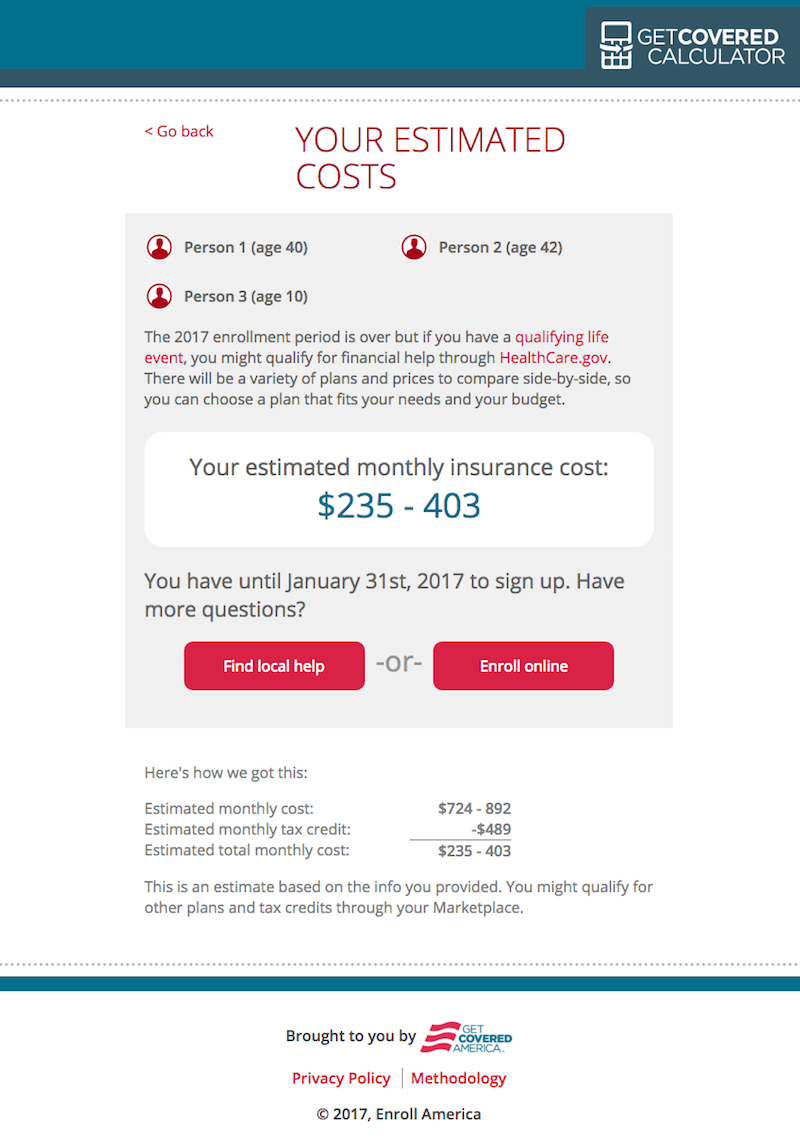 GETCOVERED
CALCULATOR
< Go back
YOUR ESTIMATED
COSTS
Person 1 (age 40)
Person 2 (age 42)
Person 3 (age 10)
The 2017 enrollment period is over but if you have a qualifying life
event, you might qualify for financial help through HealthCare.gov.
There will be a variety of plans and prices to compare side-by-side, so
you can choose a plan that fits your needs and your budget.
Your estimated monthly insurance cost:
$235 - 403
You have until January 31st, 2017 to sign up. Have
more questions?
Find local help
-or-
Enroll online
Here's how we got this:
Estimated monthly cost: $724 - 892
Estimated monthly tax credit: -$489
Estimated total monthly cost: $235 - 403
This is an estimate based on the info you provided. You might qualify for
other plans and tax credits through your Marketplace.
Brought to you by
GET
COVERED
AMERICA
Privacy Policy | Methodology
© 2017, Enroll America